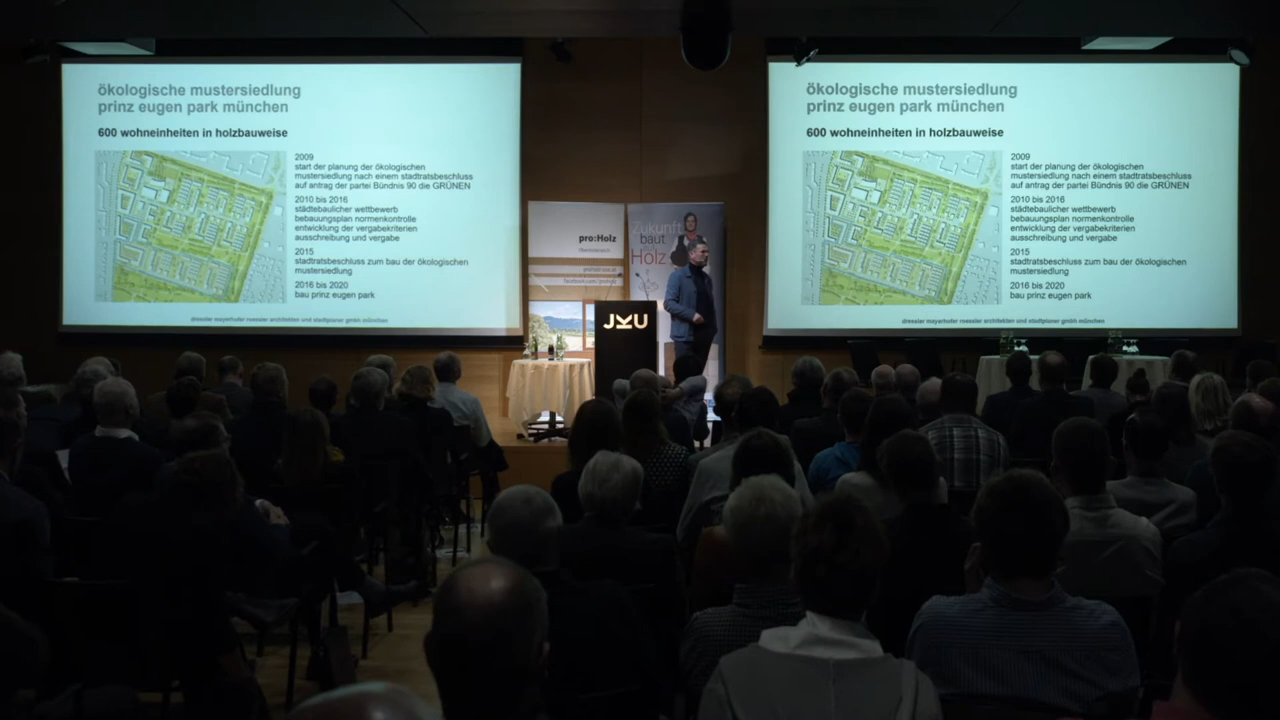 ökologische mustersiedlung
prinz eugen park münchen
600 wohneinheiten in holzbauweise
2009
start der planung der ökologischen
mustersiedlung nach einem stadtratsbeschluss
auf antrag der partei Bündnis 90 die GRÜNEN
2010 bis 2016
städtebaulicher wettbewerb
bebauungsplan normenkontrolle
entwicklung der vergabekriterien
ausschreibung und vergabe
2015
stadtratsbeschluss zum bau der ökologischen
mustersiedlung
2016 bis 2020
bau prinz eugen park
dressler mayerhofer roessler architekten und stadtplaner gmbh münchen
pro:Holz
Zukunft
baut
Holz
JKU
ökologische mustersiedlung
prinz eugen park münchen
600 wohneinheiten in holzbauweise
2009
start der planung der ökologischen
mustersiedlung nach einem stadtratsbeschluss
auf antrag der partei Bündnis 90 die GRÜNEN
2010 bis 2016
städtebaulicher wettbewerb
bebauungsplan normenkontrolle
entwicklung der vergabekriterien
ausschreibung und vergabe
2015
stadtratsbeschluss zum bau der ökologischen
mustersiedlung
2016 bis 2020
bau prinz eugen park
dressler mayerhofer roessler architekten und stadtplaner gmbh münchen